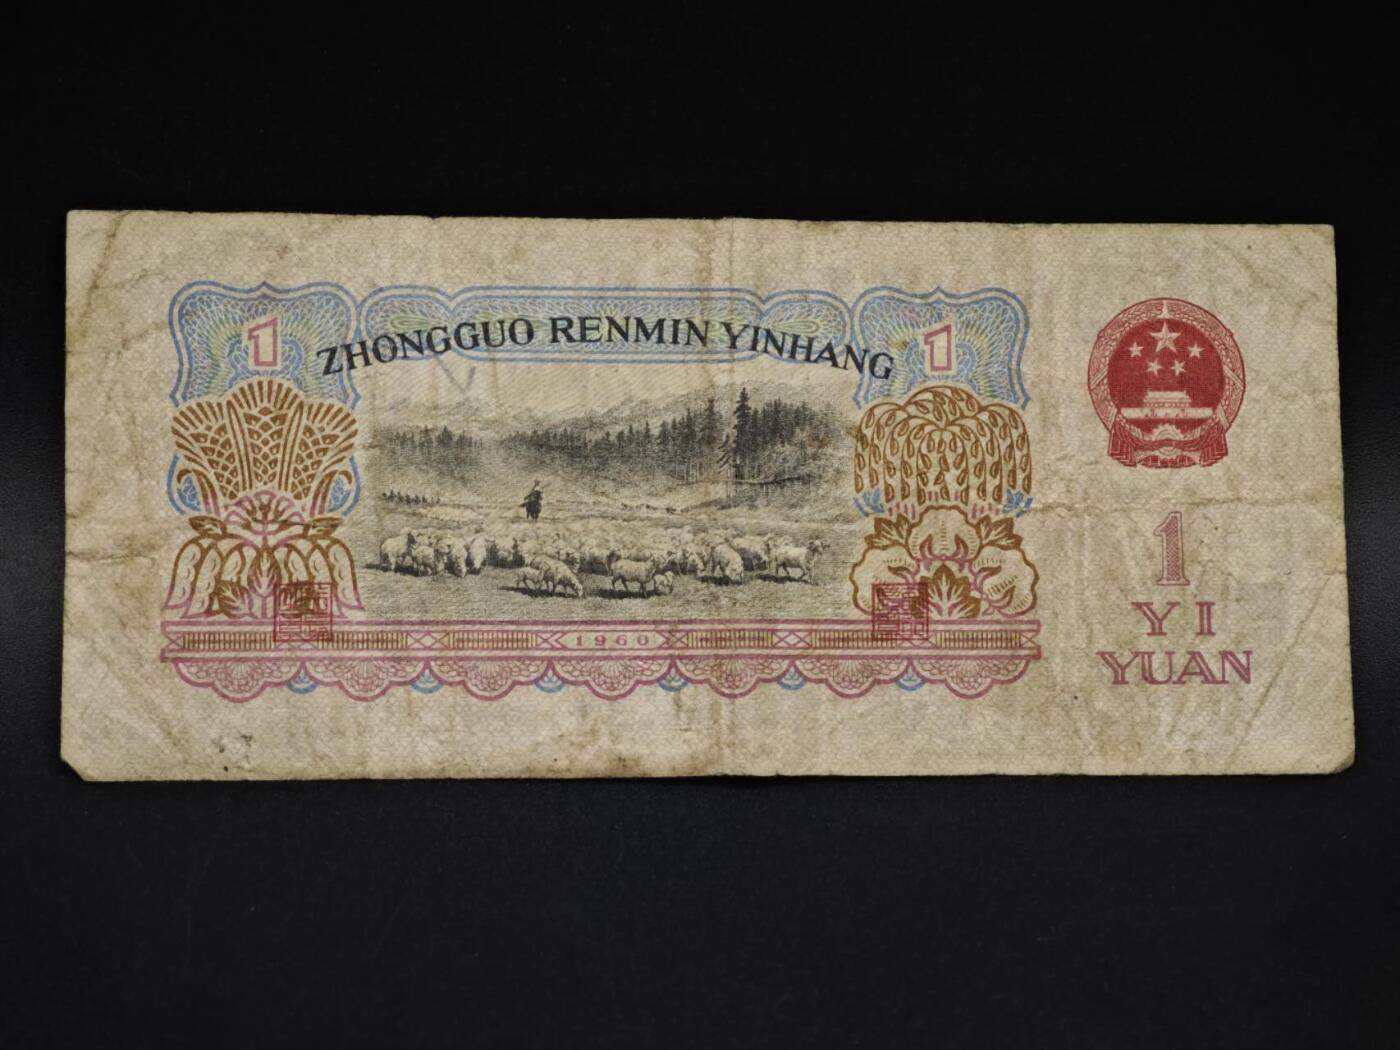 1
ZHONGGUO RENMIN YINHANG
1
1960
1
YI
YUAN